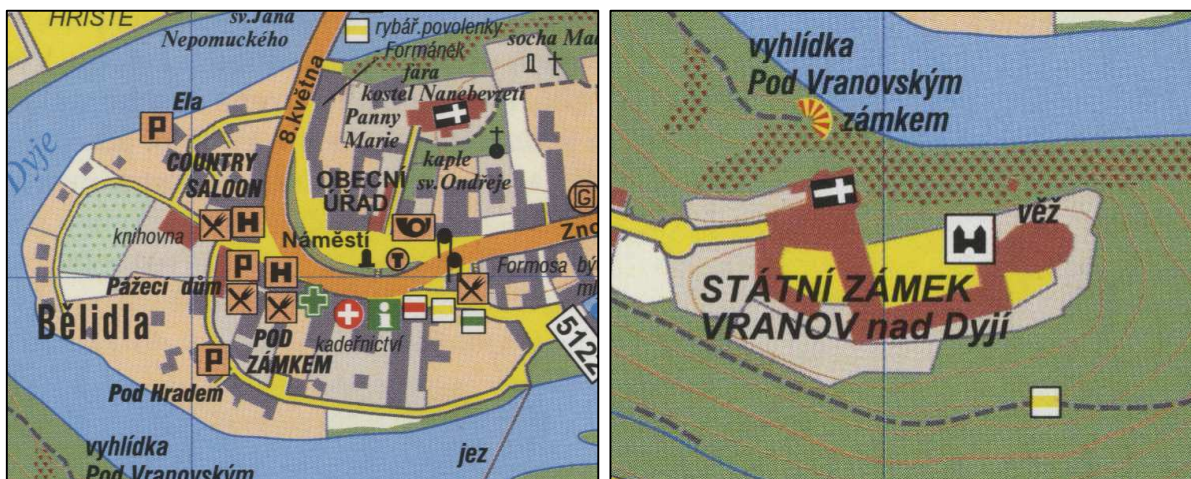 HŘIŠTĚ
sv.Jana
Nepomuckého
8.května
rybář.povolenky
Formánek
fara
kostel Nanebevzetí
Panny
Marie
socha
Ela
P
Dyje
COUNTRY
SALOON
OBECNÍ
ÚŘAD
kaple
sv.Ondřeje
G
knihovna
H
Náměstí
T
Zno
P
H
Formosa
Pážecí dům
Bělidla
POD
ZÁMKEM
kadeřnictví
i
5122
P
Pod Hradem
vyhlídka
Pod Vranovským
jez
vyhlídka
Pod Vranovským
zámkem
věž
STÁTNÍ ZÁMEK
VRANOV nad Dyjí